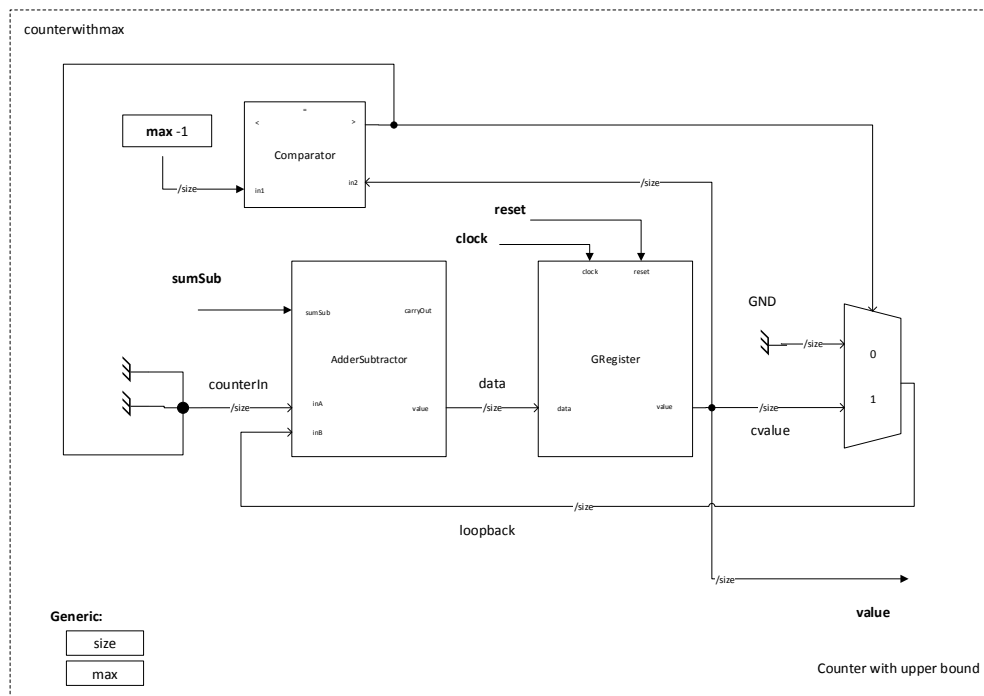 counterwithmax
max -1
=
<
>
Comparator
/size
in1
in2
/size
reset
clock
sumSub
clock
reset
GND
sumSub
carryOut
/size
0
AdderSubtractor
GRegister
counterIn
data
1
/size
inA
value
/size
data
value
/size
cvalue
inB
/size
loopback
/size
value
Generic:
size
max
Counter with upper bound